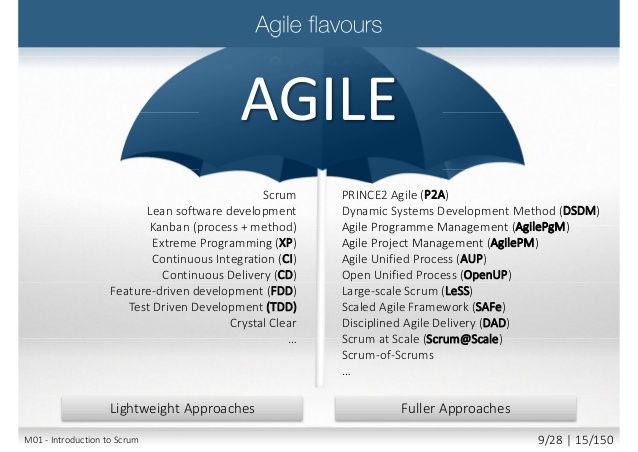 Agile flavours
AGILE
Scrum
Lean software development
Kanban (process + method)
Extreme Programming (XP)
Continuous Integration (CI)
Continuous Delivery (CD)
Feature-driven development (FDD)
Test Driven Development (TDD)
Crystal Clear
...
PRINCE2 Agile (P2A)
Dynamic Systems Development Method (DSDM)
Agile Programme Management (AgilePgM)
Agile Project Management (AgilePM)
Agile Unified Process (AUP)
Open Unified Process (OpenUP)
Large-scale Scrum (LeSS)
Scaled Agile Framework (SAFe)
Disciplined Agile Delivery (DAD)
Scrum at Scale (Scrum@Scale)
Scrum-of-Scrums
...
Lightweight Approaches
Fuller Approaches
M01 - Introduction to Scrum
9/28 | 15/150